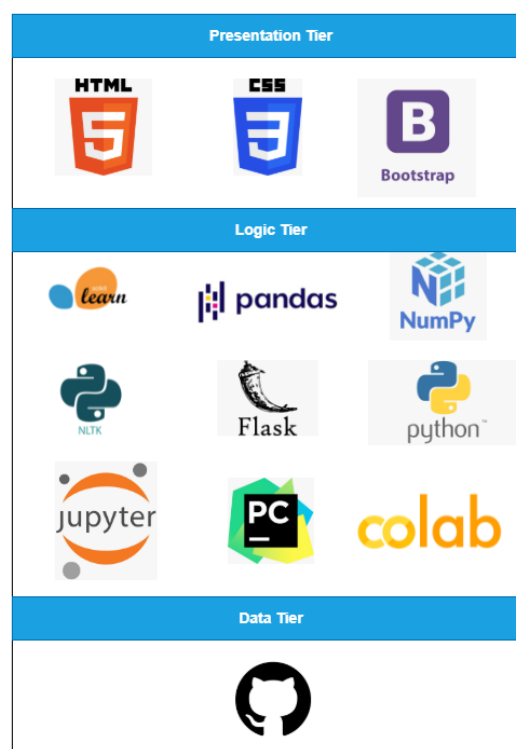 Presentation Tier
HTML
5
CSS
3
B
Bootstrap
Logic Tier
learn
pandas
NumPy
NLTK
Flask
python™
jupyter
PC
colab
Data Tier